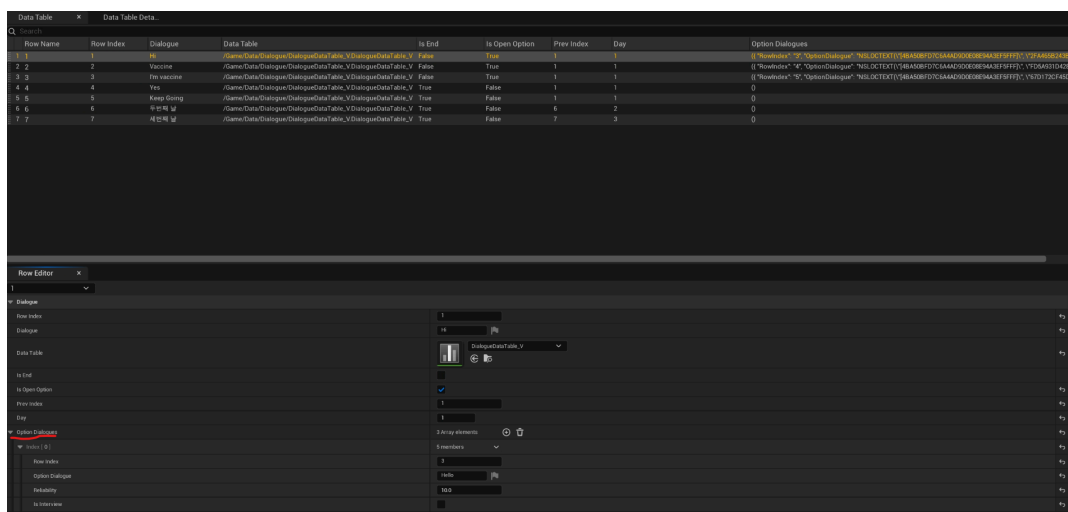 Data Table × Data Table Deta...
Search
Row Name Row Index Dialogue Data Table Is End Is Open Option Prev Index Day Option Dialogues
1 1 1 Hi /Game/Data/Dialogue/DialogueDataTable_V.DialogueDataTable_V False True 1 1
2 2 2 Vaccine /Game/Data/Dialogue/DialogueDataTable_V.DialogueDataTable_V False True 1 1
3 3 3 I'm vaccine /Game/Data/Dialogue/DialogueDataTable_V.DialogueDataTable_V False True 1 1
4 4 4 Yes /Game/Data/Dialogue/DialogueDataTable_V.DialogueDataTable_V True False 1 1 ()
5 5 5 Keep Going /Game/Data/Dialogue/DialogueDataTable_V.DialogueDataTable_V True False 1 1 ()
6 6 6 두번째 날 /Game/Data/Dialogue/DialogueDataTable_V.DialogueDataTable_V True False 6 2 ()
7 7 7 세번째 날 /Game/Data/Dialogue/DialogueDataTable_V.DialogueDataTable_V True False 7 3 ()
Row Editor ×
1
Dialogue
Row Index 1
Dialogue Hi
Data Table DialogueDataTable_V
Is End
Is Open Option
Prev Index 1
Day 1
Option Dialogues 3 Array elements
Index [ 0 ] 5 members
Row Index 3
Option Dialogue Hello
Reliability 10.0
Is Interview